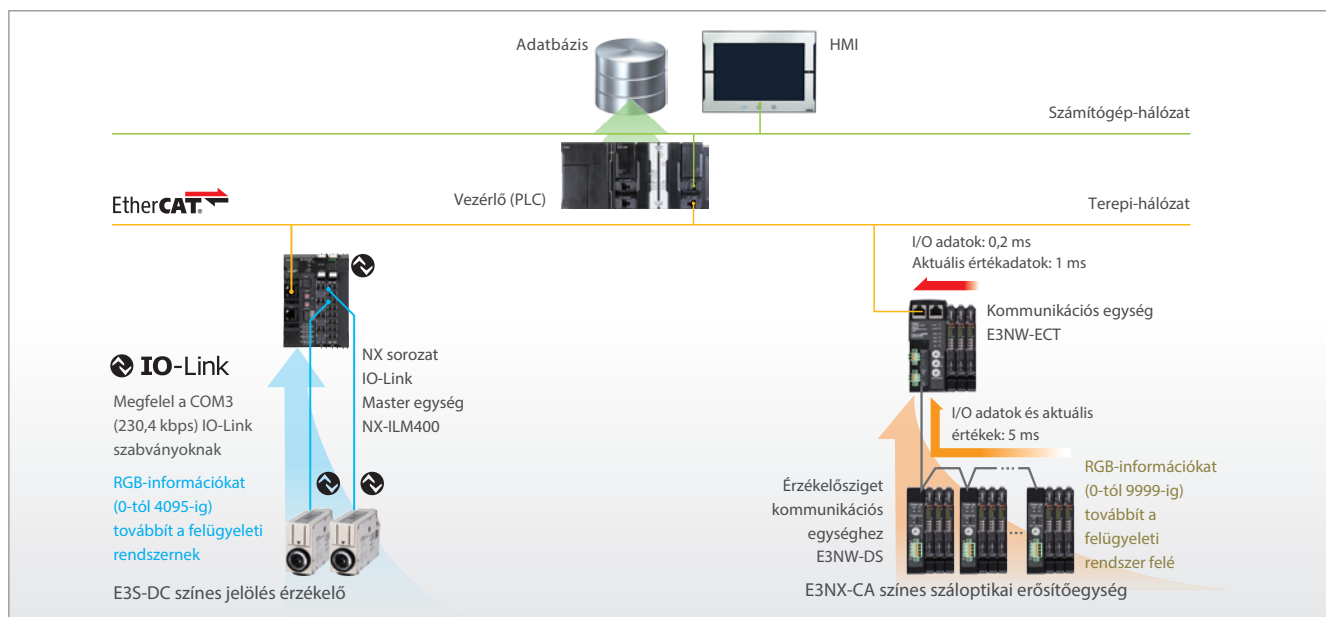 Adatbázis
HMI
Számítógép-hálózat
Vezérlő (PLC)
EtherCAT®
Terepi-hálózat
I/O adatok: 0,2 ms
Aktuális értékadatok: 1 ms
Kommunikációs egység
E3NW-ECT
IO-Link
Megfelel a COM3
(230,4 kbps) IO-Link
szabványoknak
NX sorozat
IO-Link
Master egység
NX-ILM400
RGB-információkat
(0-tól 4095-ig)
továbbít a felügyeleti
rendszernek
E3S-DC színes jelölés érzékelő
I/O adatok és aktuális
értékek: 5 ms
Érzékelősziget
kommunikációs
egységhez
E3NW-DS
RGB-információkat
(0-tól 9999-ig)
továbbít a
felügyeleti
rendszer felé
E3NX-CA színes száloptikai erősítőegység